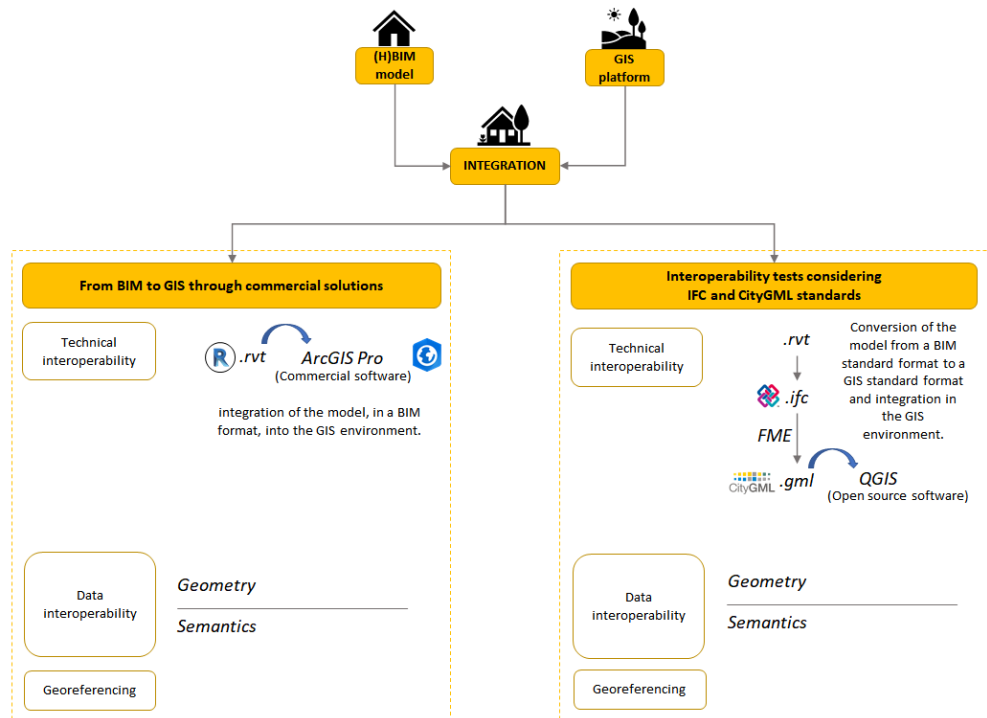 (H)BIM
model
GIS
platform
INTEGRATION
From BIM to GIS through commercial solutions
Technical
interoperability
R
.rvt
ArcGIS Pro
(Commercial software)
integration of the model, in a BIM
format, into the GIS environment.
Data
interoperability
Geometry
Semantics
Georeferencing
Interoperability tests considering
IFC and CityGML standards
Technical
interoperability
.rvt
.ifc
FME
CityGML
.gml
QGIS
(Open source software)
Conversion of the
model from a BIM
standard format to a
GIS standard format
and integration in
the GIS
environment.
Data
interoperability
Geometry
Semantics
Georeferencing